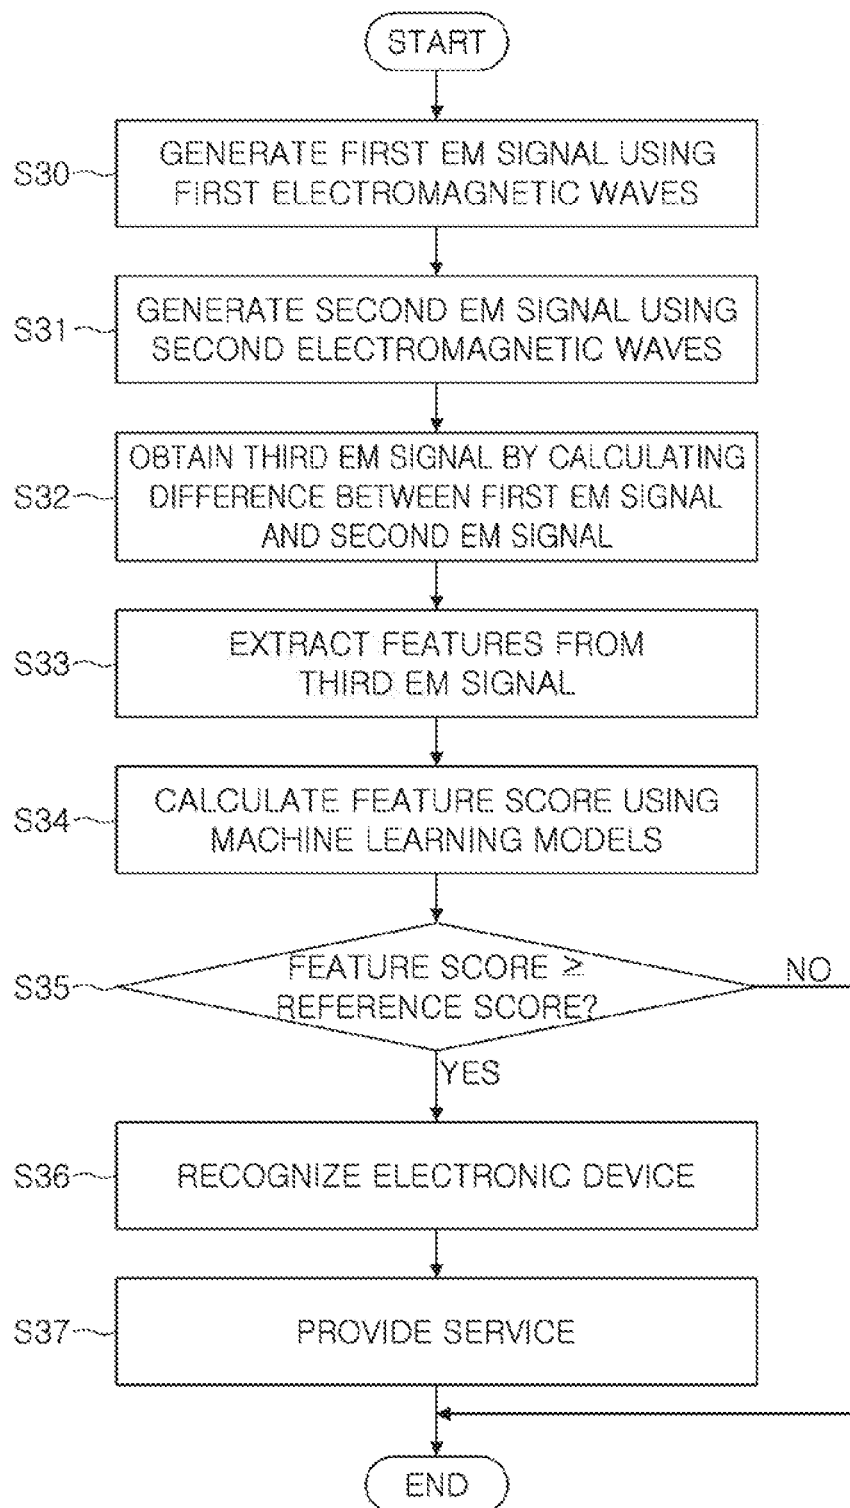 START
S30
GENERATE FIRST EM SIGNAL USING
FIRST ELECTROMAGNETIC WAVES
S31
GENERATE SECOND EM SIGNAL USING
SECOND ELECTROMAGNETIC WAVES
S32
OBTAIN THIRD EM SIGNAL BY CALCULATING
DIFFERENCE BETWEEN FIRST EM SIGNAL
AND SECOND EM SIGNAL
S33
EXTRACT FEATURES FROM
THIRD EM SIGNAL
S34
CALCULATE FEATURE SCORE USING
MACHINE LEARNING MODELS
S35
FEATURE SCORE ≥
REFERENCE SCORE?
NO
YES
S36
RECOGNIZE ELECTRONIC DEVICE
S37
PROVIDE SERVICE
END